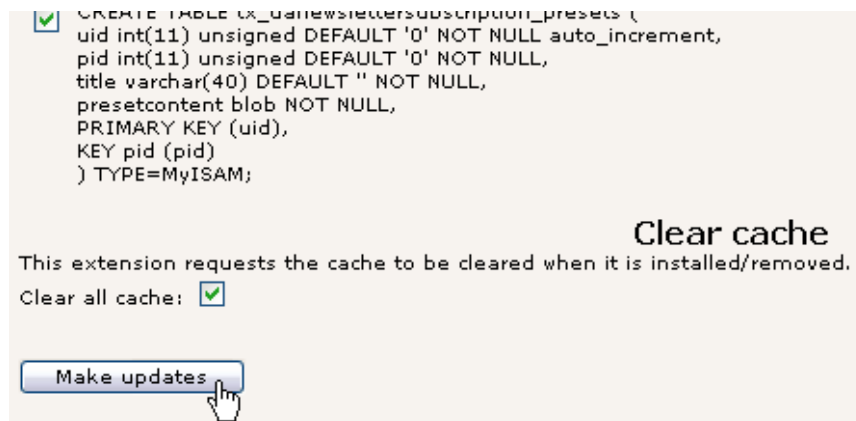 CREATE TABLE tx_danewslettersubscription_presets (
uid int(11) unsigned DEFAULT '0' NOT NULL auto_increment,
pid int(11) unsigned DEFAULT '0' NOT NULL,
title varchar(40) DEFAULT '' NOT NULL,
presetcontent blob NOT NULL,
PRIMARY KEY (uid),
KEY pid (pid)
) TYPE=MyISAM;
Clear cache
This extension requests the cache to be cleared when it is installed/removed.
Clear all cache:
Make updates